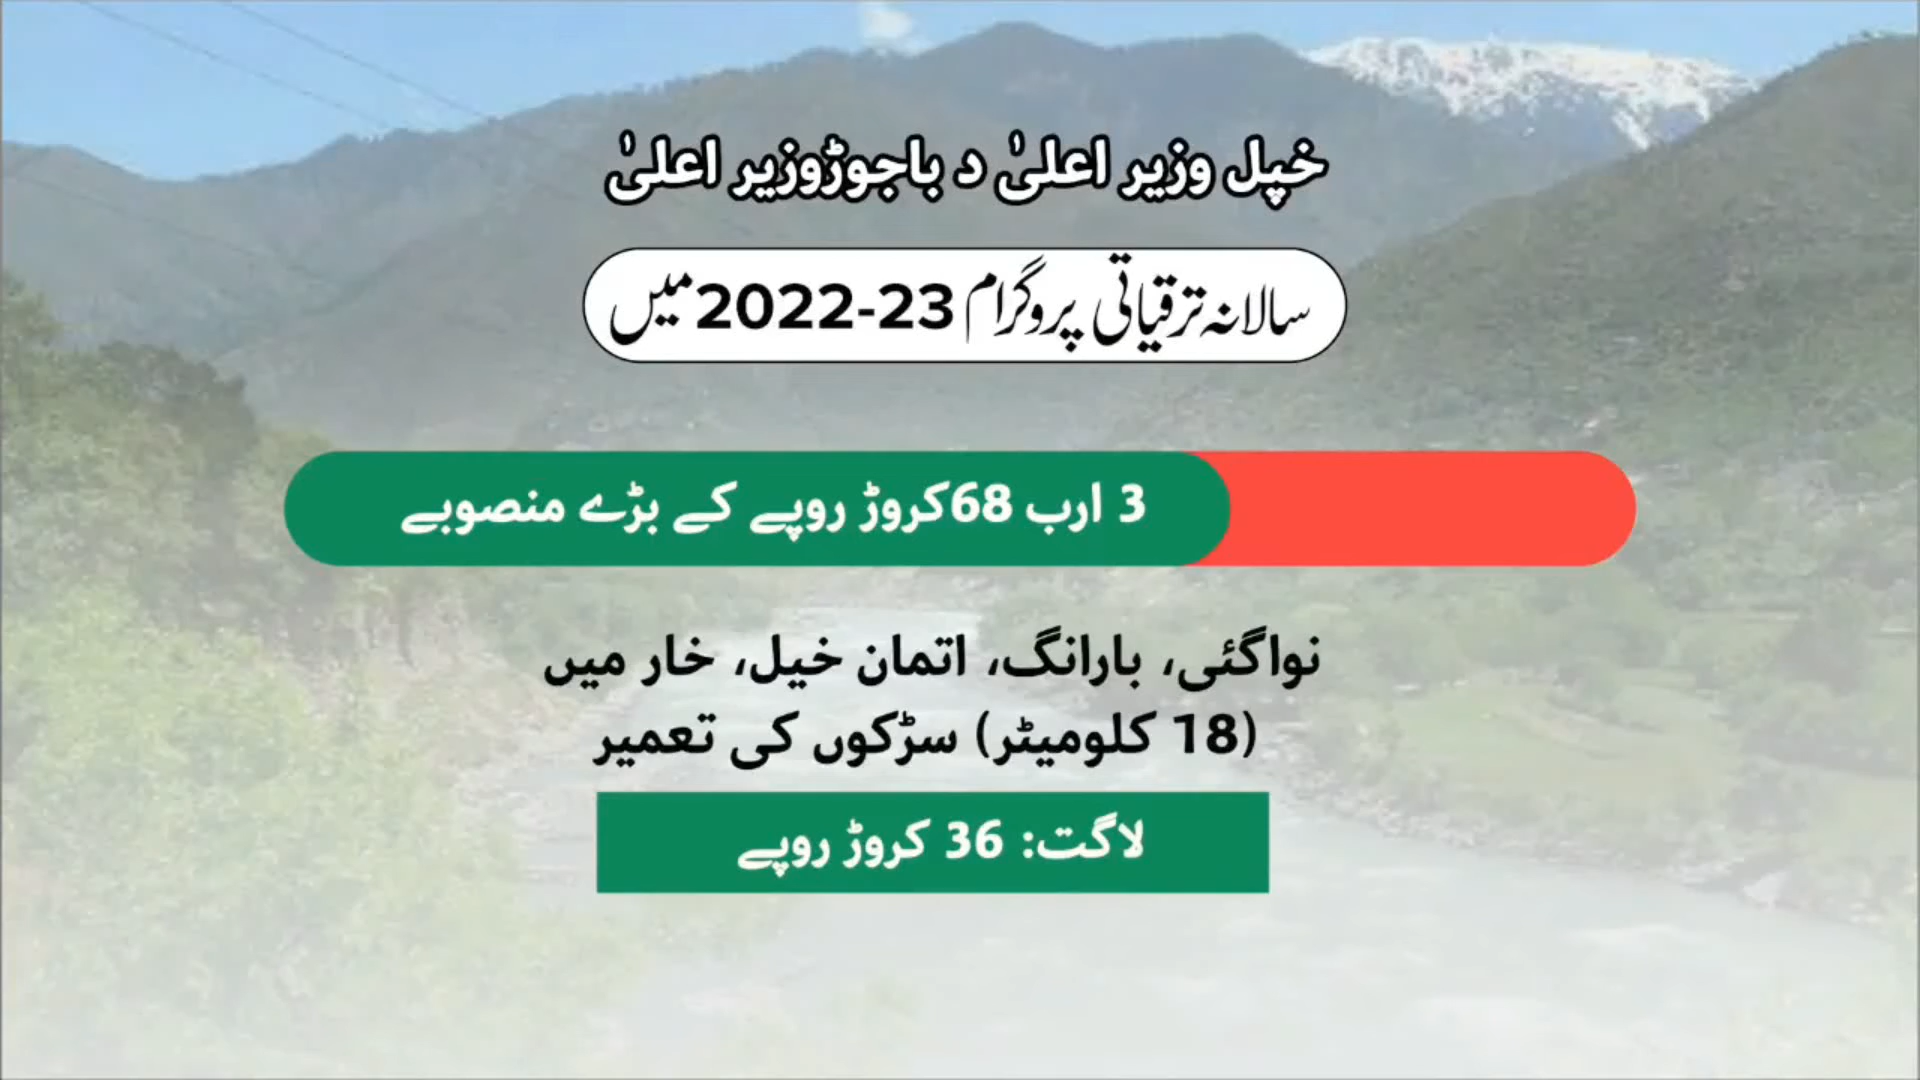 خپل وزیر اعلیٰ د باجوڑوزیر اعلیٰ
سالانہ ترقیاتی پروگرام 2022-23 میں
3 ارب 68کروڑ روپے کے بڑے منصوبے
نواگئی، بارانگ، اتمان خیل، خار میں
(18 کلومیٹر) سڑکوں کی تعمیر
لاگت: 36 کروڑ روپے